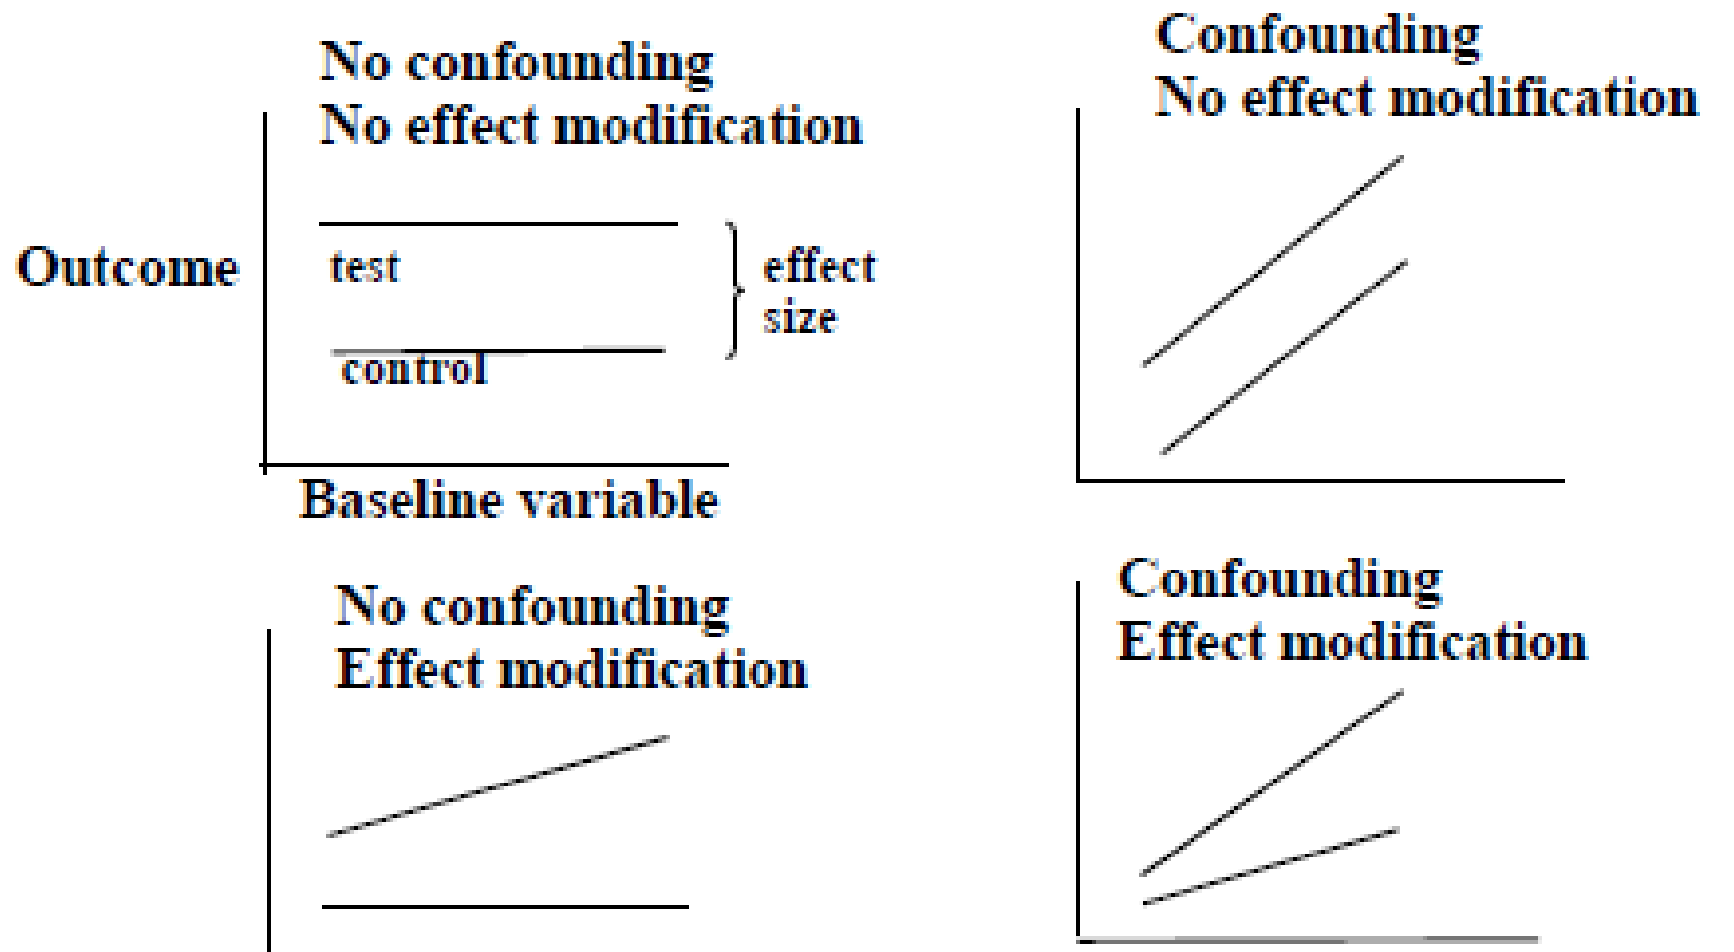 No confounding
No effect modification
Outcome
test
control
effect
size
Baseline variable
Confounding
No effect modification
No confounding
Effect modification
Confounding
Effect modification